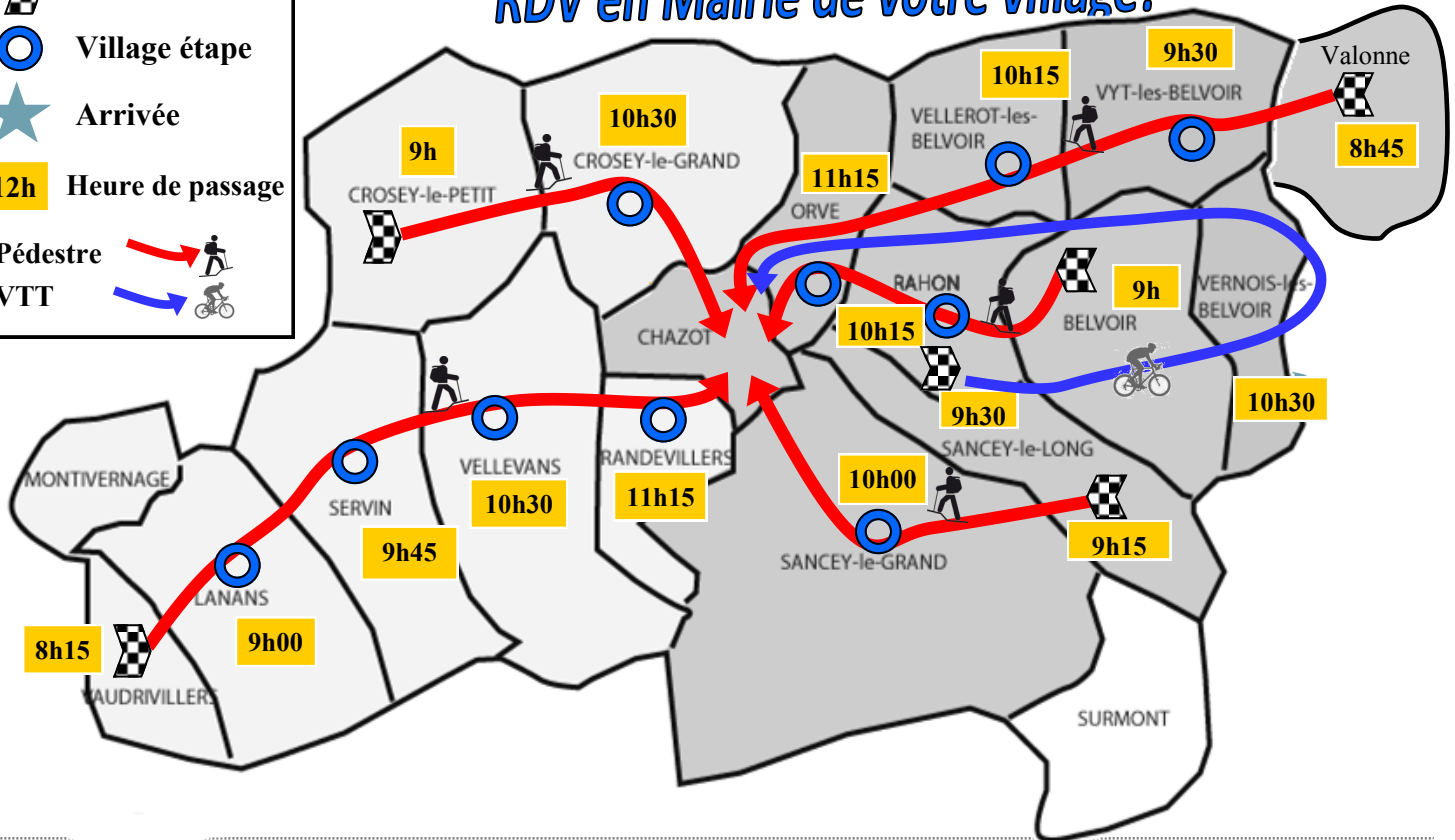 RDV en Mairie de votre village!
Village étape
Arrivée
12h Heure de passage
Pédestre
VTT
Valonne
8h45
9h30
VYT-les-BELVOIR
10h15
VELLEROT-les-
BELVOIR
10h30
CROSEY-le-GRAND
9h
CROSEY-le-PETIT
11h15
ORVE
RAHON
10h15
9h
BELVOIR
VERNOIS-les-
BELVOIR
CHAZOT
9h30
10h30
SANCEY-le-LONG
MONTIVERNAGE
SERVIN
9h45
VELLEVANS
10h30
RANDEVILLERS
11h15
10h00
SANCEY-le-GRAND
9h15
LANANS
9h00
8h15
VAUDRIVILLERS
SURMONT